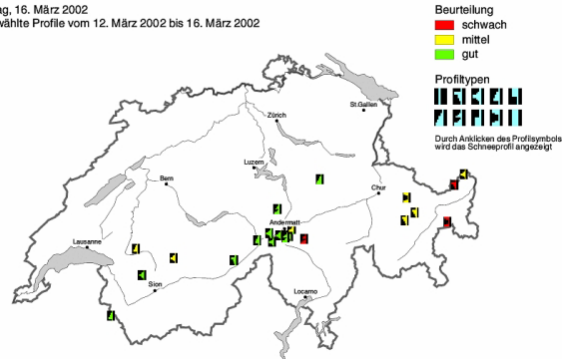 ag, 16. März 2002
wählte Profile vom 12. März 2002 bis 16. März 2002
Beurteilung
schwach
mittel
gut
Profiltypen
Durch Anklicken des Profilsymbols
wird das Schneeprofil angezeigt
Zürich
St.Gallen
Luzern
Bern
Chur
Andermatt
Lausanne
Sion
Locarno